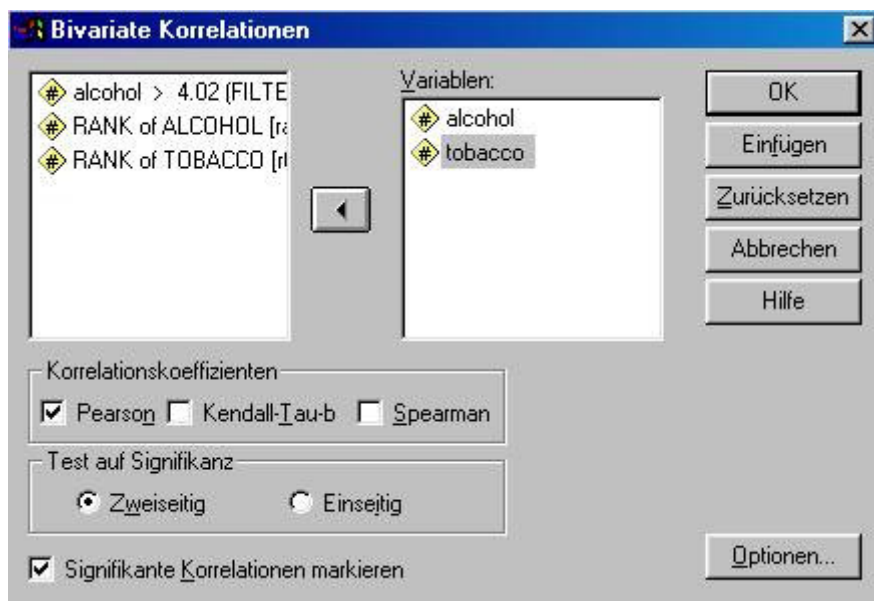 Bivariate Korrelationen
alcohol > 4.02 (FILTE
RANK of ALCOHOL [ra
RANK of TOBACCO [rt
Variablen:
alcohol
tobacco
OK
Einfügen
Zurücksetzen
Abbrechen
Hilfe
Korrelationskoeffizienten
Pearson Kendall-Tau-b Spearman
Test auf Signifikanz
Zweiseitig Einseitig
Signifikante Korrelationen markieren
Optionen...